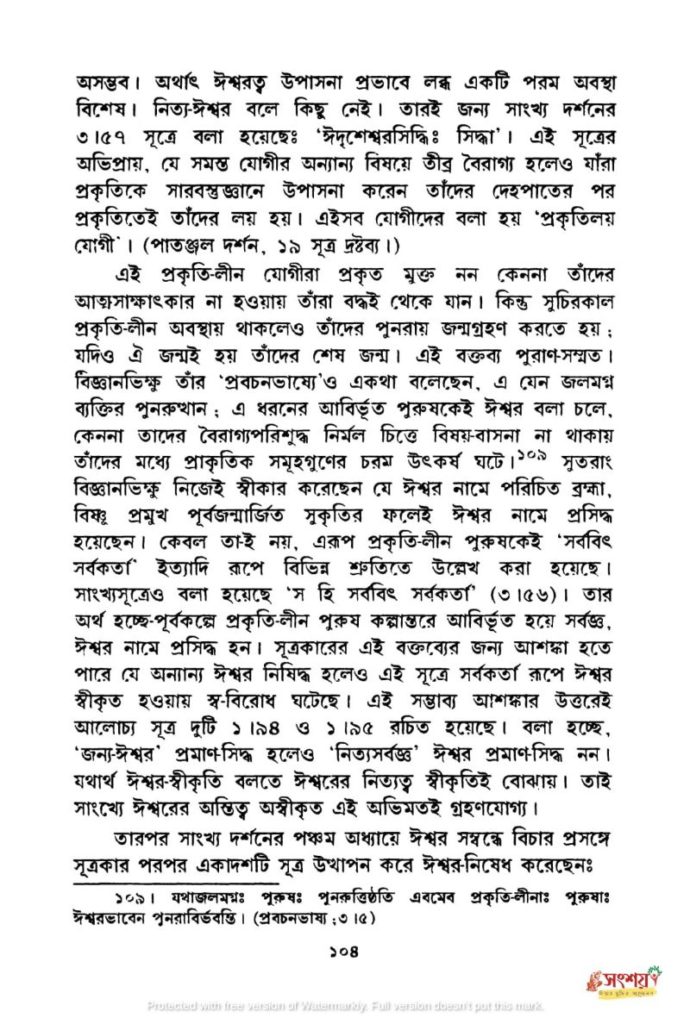 অসম্ভব। অর্থাৎ ঈশ্বরত্ব উপাসনা প্রভাবে লব্ধ একটি পরম অবস্থা
বিশেষ। নিত্য-ঈশ্বর বলে কিছু নেই। তারই জন্য সাংখ্য দর্শনের
৩।৫৭ সূত্রে বলা হয়েছেঃ ‘ঈদৃশেশ্বরসিদ্ধিঃ সিদ্ধা’। এই সূত্রের
অভিপ্রায়, যে সমস্ত যোগীর অন্যান্য বিষয়ে তীব্র বৈরাগ্য হলেও যাঁরা
প্রকৃতিকে সারবস্তুজ্ঞানে উপাসনা করেন তাঁদের দেহপাতের পর
প্রকৃতিতেই তাঁদের লয় হয়। এইসব যোগীদের বলা হয় ‘প্রকৃতিলয়
যোগী’। (পাতঞ্জল দর্শন, ১৯ সূত্র দ্রষ্টব্য।)
এই প্রকৃতি-লীন যোগীরা প্রকৃত মুক্ত নন কেননা তাঁদের
আত্মসাক্ষাৎকার না হওয়ায় তাঁরা বদ্ধই থেকে যান। কিন্তু সুচিরকাল
প্রকৃতি-লীন অবস্থায় থাকলেও তাঁদের পুনরায় জন্মগ্রহণ করতে হয়;
যদিও ঐ জন্মই হয় তাঁদের শেষ জন্ম। এই বক্তব্য পুরাণ-সম্মত।
বিজ্ঞানভিক্ষু তাঁর ‘প্রবচনভাষ্যে’ও একথা বলেছেন, এ যেন জলমগ্ন
ব্যক্তির পুনরুত্থান; এ ধরনের আবির্ভূত পুরুষকেই ঈশ্বর বলা চলে,
কেননা তাদের বৈরাগ্যপরিশুদ্ধ নির্মল চিত্তে বিষয়-বাসনা না থাকায়
তাঁদের মধ্যে প্রাকৃতিক সমূহগুণের চরম উৎকর্ষ ঘটে।১০৯ সুতরাং
বিজ্ঞানভিক্ষু নিজেই স্বীকার করেছেন যে ঈশ্বর নামে পরিচিত ব্রহ্মা,
বিষ্ণু প্রমুখ পূর্বজন্মার্জিত সুকৃতির ফলেই ঈশ্বর নামে প্রসিদ্ধ
হয়েছেন। কেবল তা-ই নয়, এরূপ প্রকৃতি-লীন পুরুষকেই ‘সর্ববিৎ
সর্বকর্তা’ ইত্যাদি রূপে বিভিন্ন শ্রুতিতে উল্লেখ করা হয়েছে।
সাংখ্যসূত্রেও বলা হয়েছে ‘স হি সর্ববিৎ সর্বকর্তা’ (৩।৫৬)। তার
অর্থ হচ্ছে-পূর্বকল্পে প্রকৃতি-লীন পুরুষ কল্পান্তরে আবির্ভূত হয়ে সর্বজ্ঞ,
ঈশ্বর নামে প্রসিদ্ধ হন। সূত্রকারের এই বক্তব্যের জন্য আশঙ্কা হতে
পারে যে অন্যান্য ঈশ্বর নিষিদ্ধ হলেও এই সূত্রে সর্বকর্তা রূপে ঈশ্বর
স্বীকৃত হওয়ায় স্ব-বিরোধ ঘটেছে। এই সম্ভাব্য আশঙ্কার উত্তরেই
আলোচ্য সূত্র দুটি ১।৯৪ ও ১।৯৫ রচিত হয়েছে। বলা হচ্ছে,
‘জন্য-ঈশ্বর’ প্রমাণ-সিদ্ধ হলেও ‘নিত্যসর্বজ্ঞ’ ঈশ্বর প্রমাণ-সিদ্ধ নন।
যথার্থ ঈশ্বর-স্বীকৃতি বলতে ঈশ্বরের নিত্যত্ব স্বীকৃতিই বোঝায়। তাই
সাংখ্যে ঈশ্বরের অস্তিত্ব অস্বীকৃত এই অভিমতই গ্রহণযোগ্য।
তারপর সাংখ্য দর্শনের পঞ্চম অধ্যায়ে ঈশ্বর সম্বন্ধে বিচার প্রসঙ্গে
সূত্রকার পরপর একাদশটি সূত্র উত্থাপন করে ঈশ্বর-নিষেধ করেছেনঃ
১০৯। যথাজলমগ্নঃ পুরুষঃ পুনরুত্তিষ্ঠতি এবমেব প্রকৃতি-লীনাঃ পুরুষাঃ
ঈশ্বরভাবেন পুনরাবির্ভবন্তি। (প্রবচনভাষ্য;৩।৫)
১০৪
সংশয়
Protected with free version of Watermarkly. Full version doesn't put this mark.